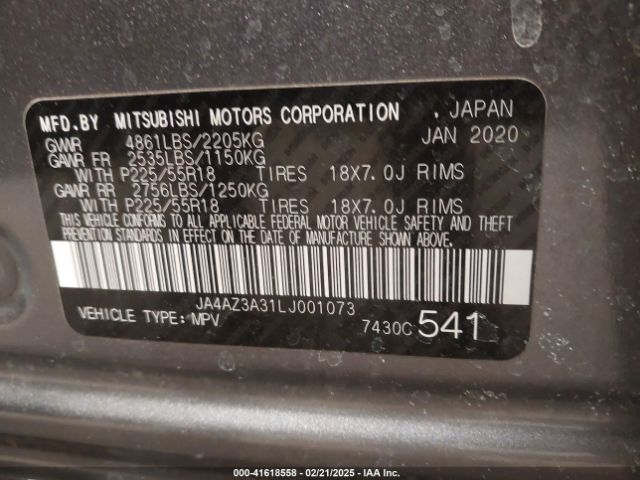 MFD.BY MITSUBISHI MOTORS CORPORATION , JAPAN
GVWR 4861LBS/2205KG JAN 2020
GAWR FR 2535LBS/1150KG
WITH P225/55R18 TIRES 18X7.0J RIMS
GAWR RR 2756LBS/1250KG
WITH P225/55R18 TIRES 18X7.0J RIMS
THIS VEHICLE CONFORMS TO ALL APPLICABLE FEDERAL MOTOR VEHICLE SAFETY AND THEFT
PREVENTION STANDARDS IN EFFECT ON THE DATE OF MANUFACTURE SHOWN ABOVE.
JA4AZ3A31LJ001073
VEHICLE TYPE: MPV 7430C 541
000-41618558 — 02/21/2025 — IAA Inc.